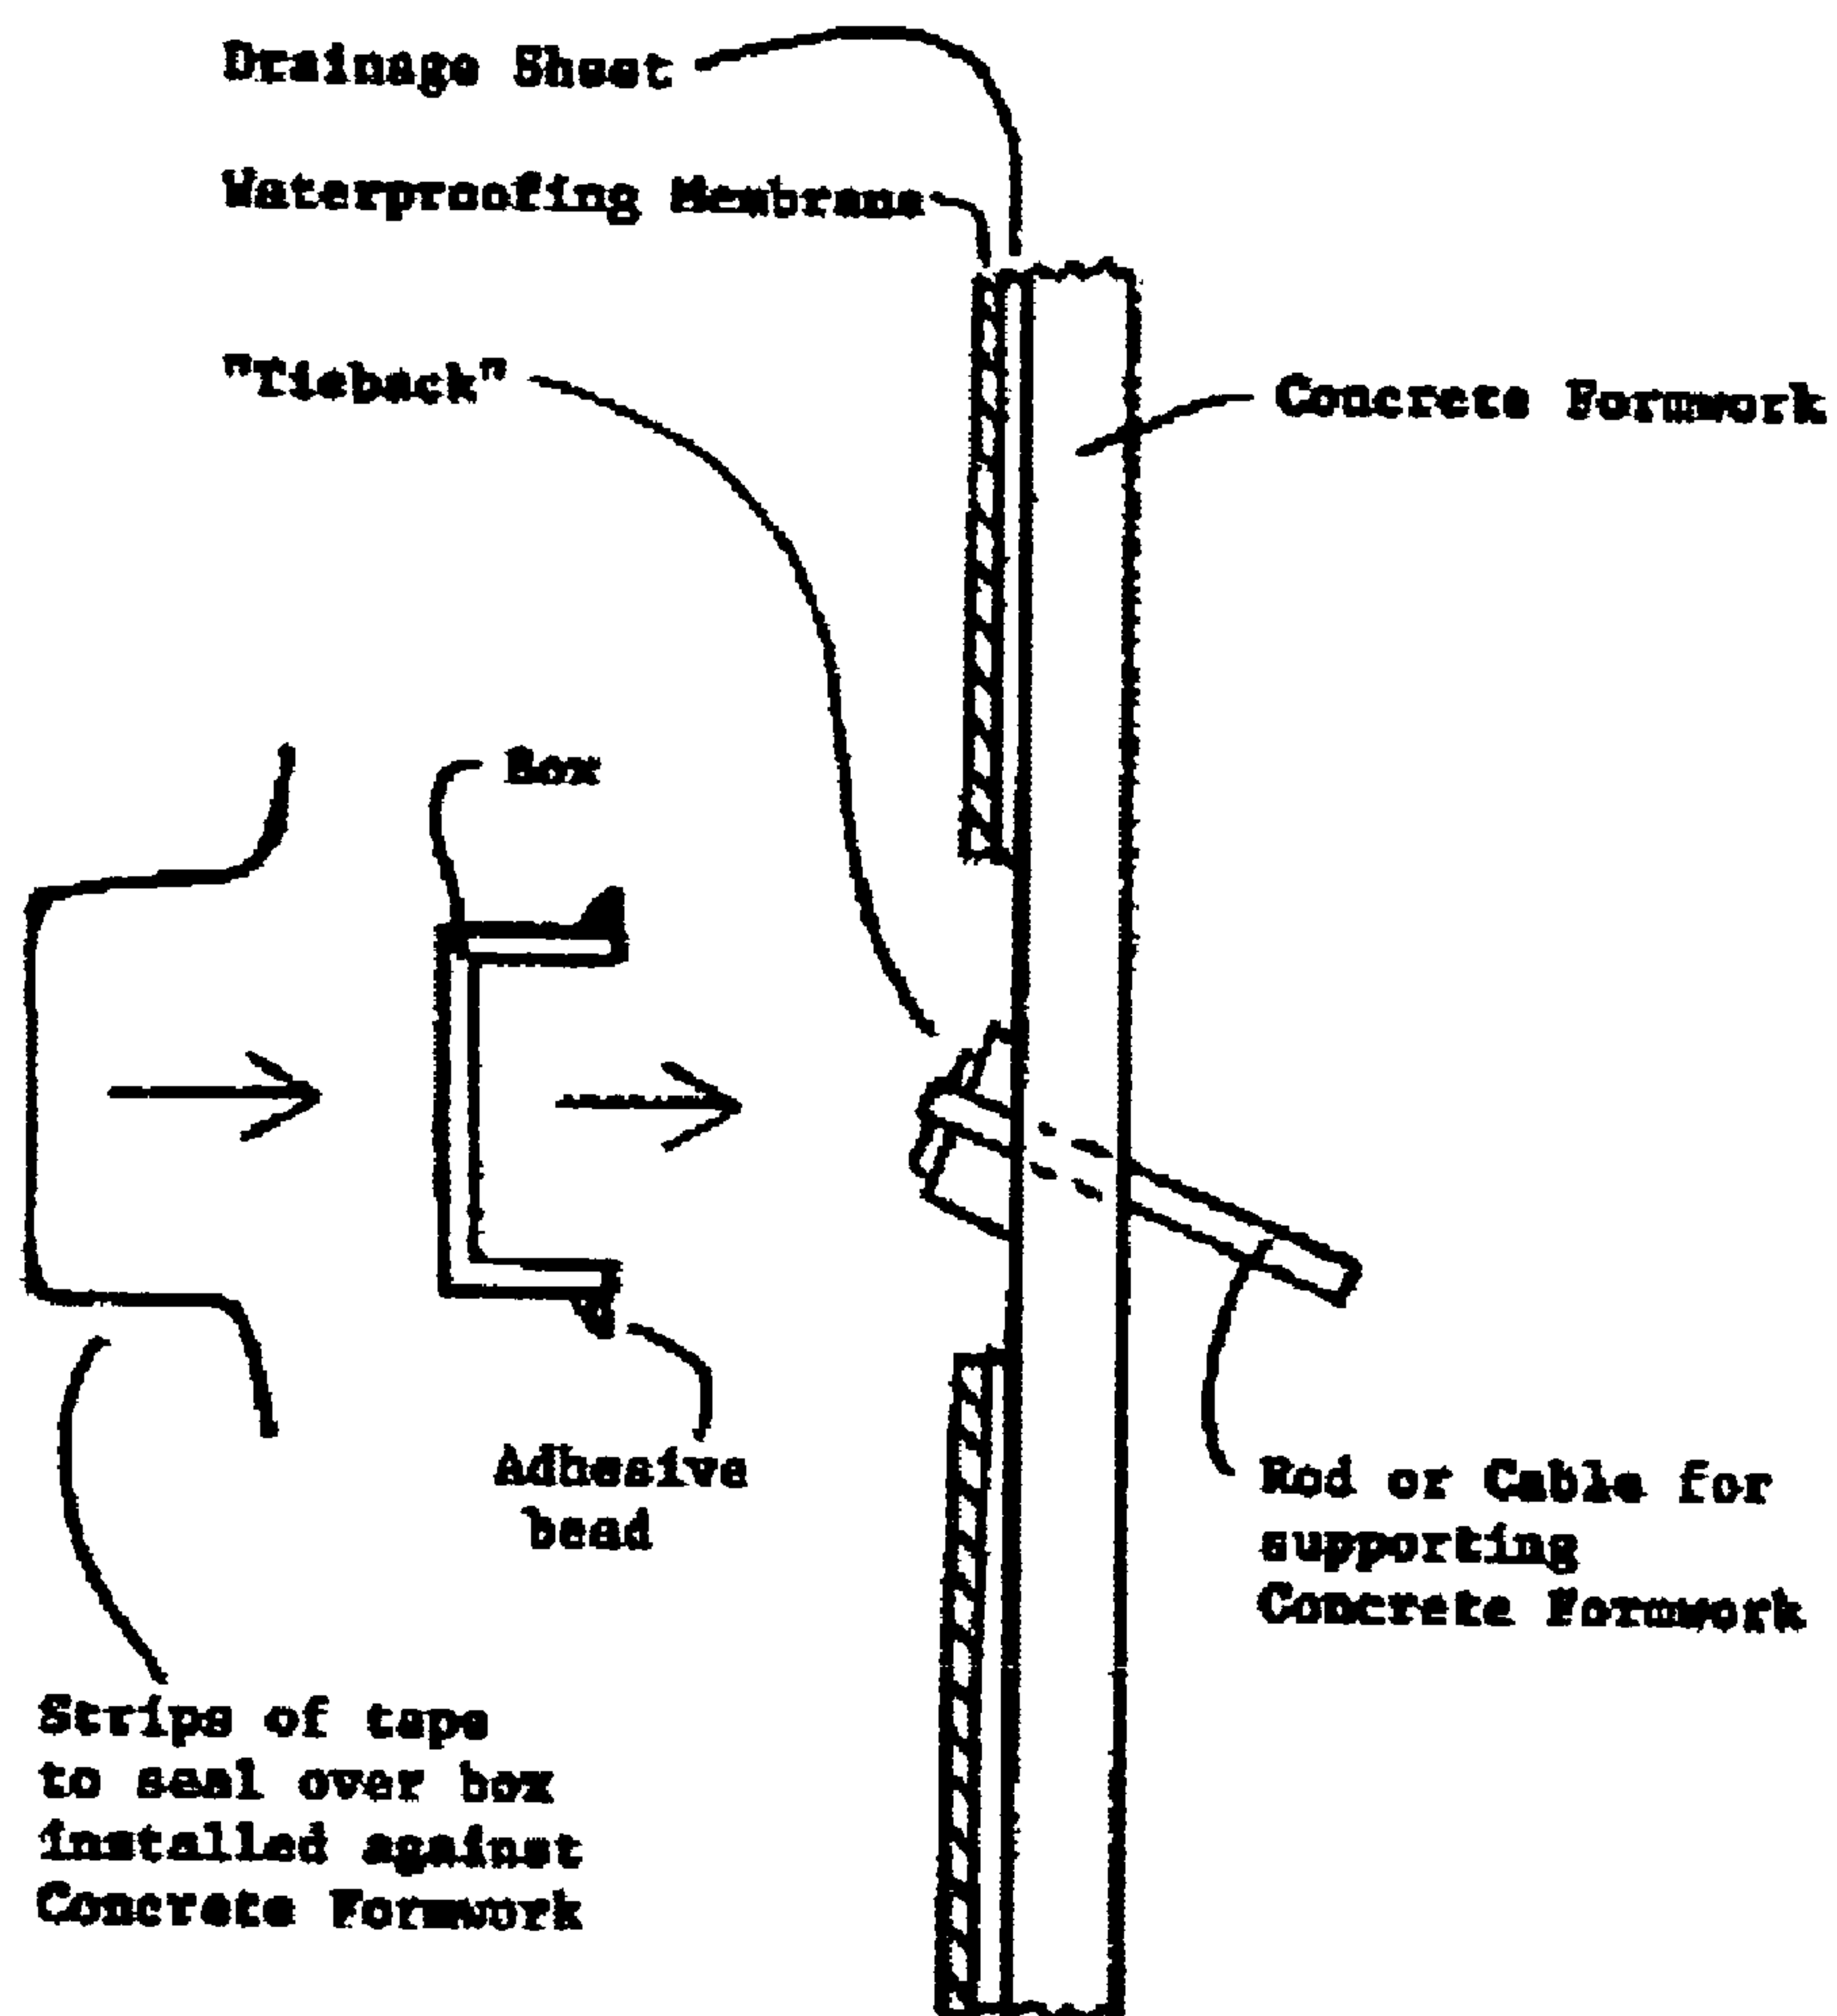 Drainage Sheet
Waterproofing Membrane
"Tieback"
Concrete Formwork
Box
Adhesive
bead
Rod or Cable for
supporting
Concrete Formwork
Strips of tape
to seal over box
installed against
Concrete Formwork